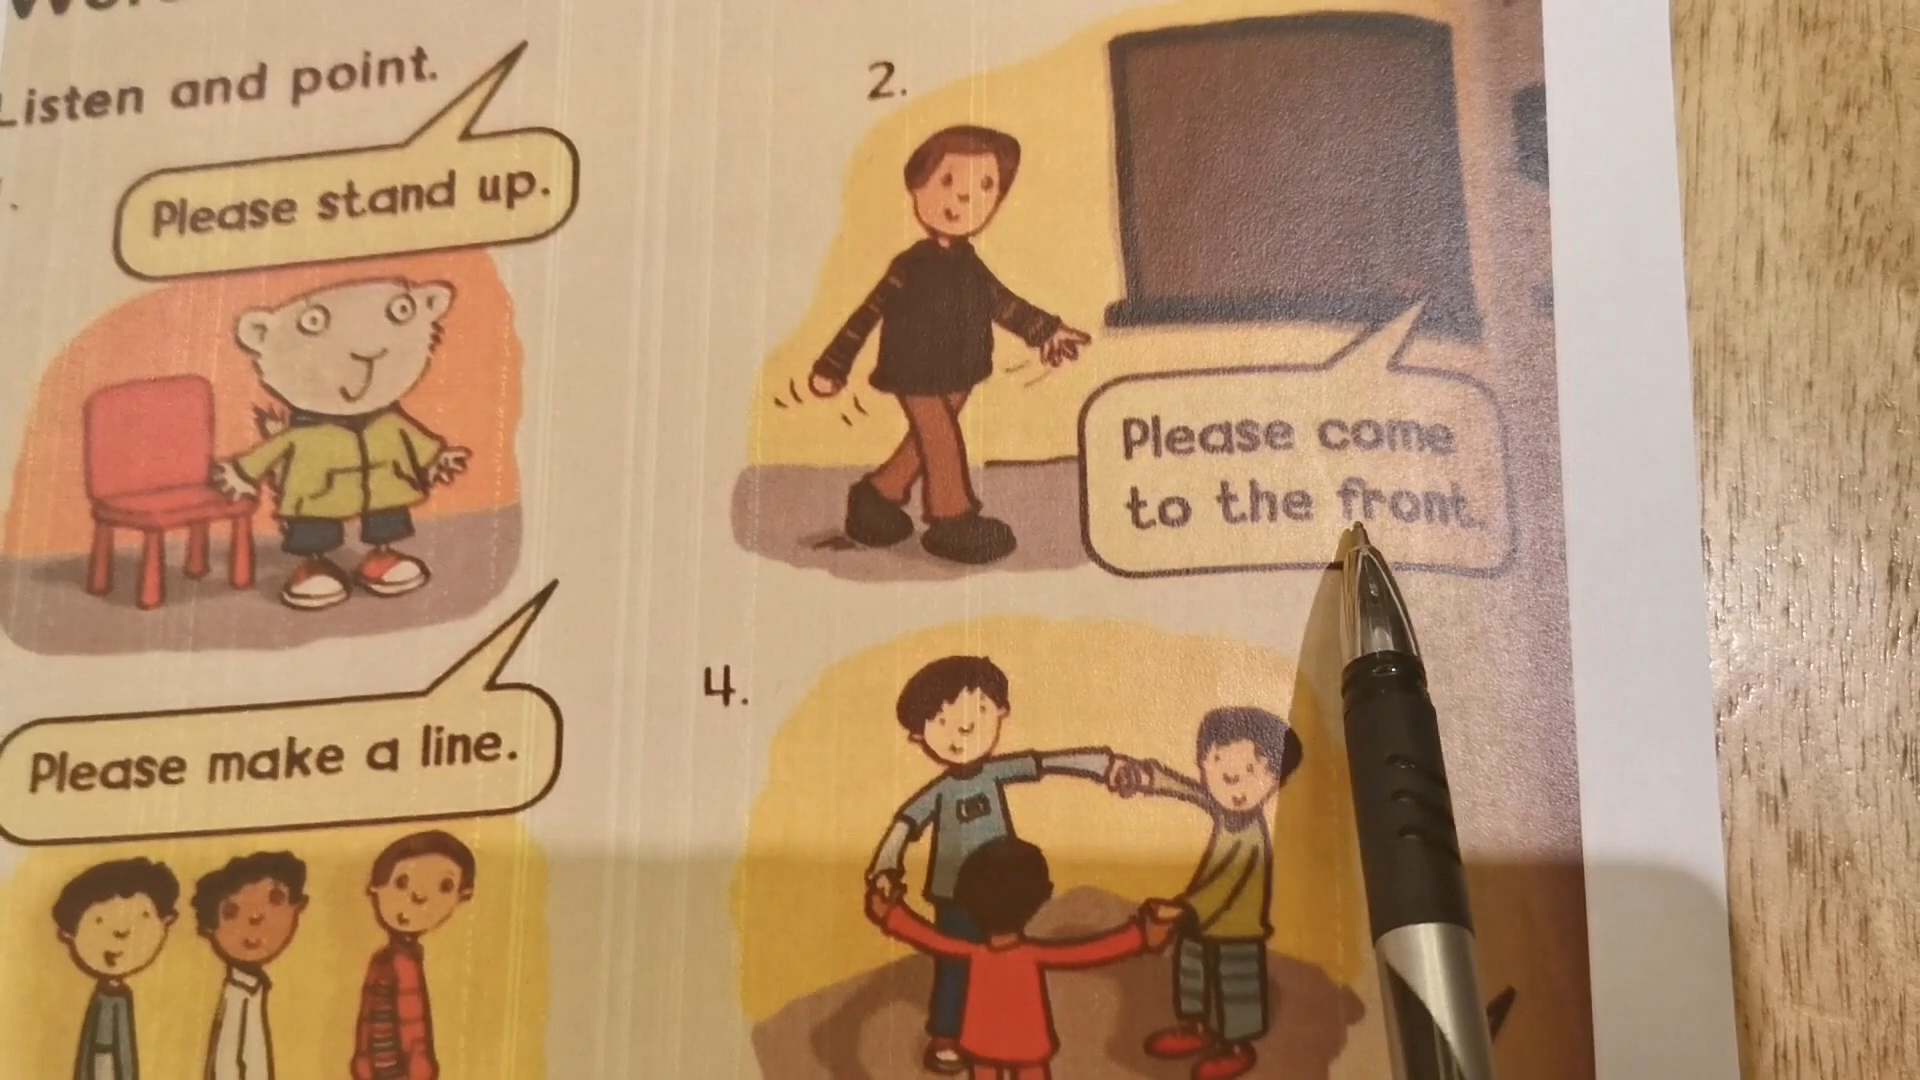 Listen and point.
Please stand up.
2.
Please come
to the front.
Please make a line.
4.